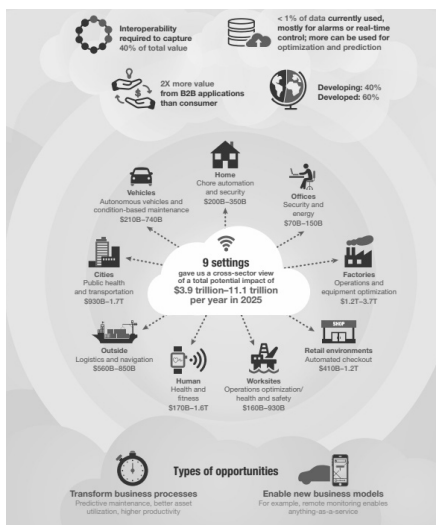 Interoperability
required to capture
40% of total value
< 1% of data currently used,
mostly for alarms or real-time
control; more can be used for
optimization and prediction
2X more value
from B2B applications
than consumer
Developing: 40%
Developed: 60%
Home
Chore automation
and security
$200B–350B
Vehicles
Autonomous vehicles and
condition-based maintenance
$210B–740B
Offices
Security and
energy
$70B–150B
9 settings
gave us a cross-sector view
of a total potential impact of
$3.9 trillion–11.1 trillion
per year in 2025
Cities
Public health
and transportation
$930B–1.7T
Factories
Operations and
equipment optimization
$1.2T–3.7T
SHOP
Outside
Logistics and navigation
$560B–850B
Retail environments
Automated checkout
$410B–1.2T
Human
Health and
fitness
$170B–1.6T
Worksites
Operations optimization/
health and safety
$160B–930B
Types of opportunities
Transform business processes
Predictive maintenance, better asset
utilization, higher productivity
Enable new business models
For example, remote monitoring enables
anything-as-a-service